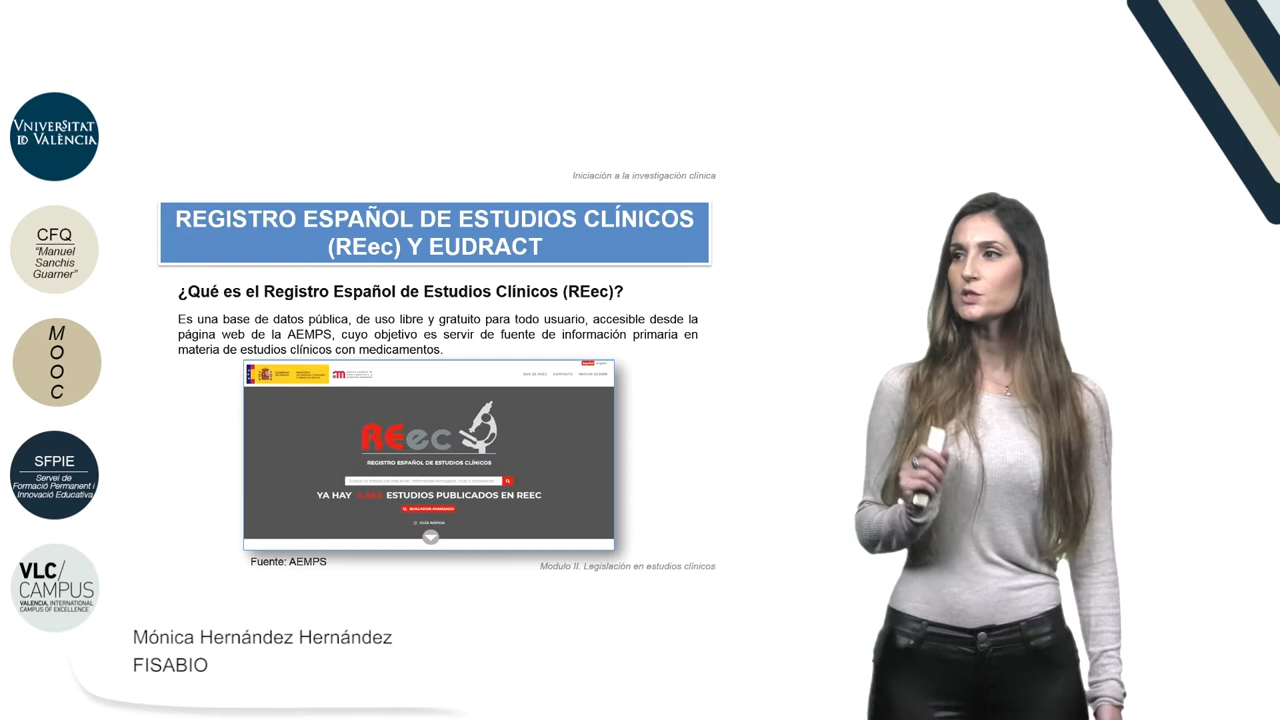 VNIVERSITAT
ID VALÈNCIA
CFQ
"Manuel
Sanchis
Guarner"
M
O
O
C
SFPIE
Servei de
Formació Permanent i
Innovació Educativa
VLC/
CAMPUS
VALENCIA, INTERNATIONAL
CAMPUS OF EXCELLENCE
Iniciación a la investigación clínica
REGISTRO ESPAÑOL DE ESTUDIOS CLÍNICOS
(REec) Y EUDRACT
¿Qué es el Registro Español de Estudios Clínicos (REec)?
Es una base de datos pública, de uso libre y gratuito para todo usuario, accesible desde la
página web de la AEMPS, cuyo objetivo es servir de fuente de información primaria en
materia de estudios clínicos con medicamentos.
REec
REGISTRO ESPAÑOL DE ESTUDIOS CLÍNICOS
YA HAY ESTUDIOS PUBLICADOS EN REEC
BUSCADOR AVANZADO
GUÍA RÁPIDA
Fuente: AEMPS
Modulo II. Legislación en estudios clínicos
Mónica Hernández Hernández
FISABIO